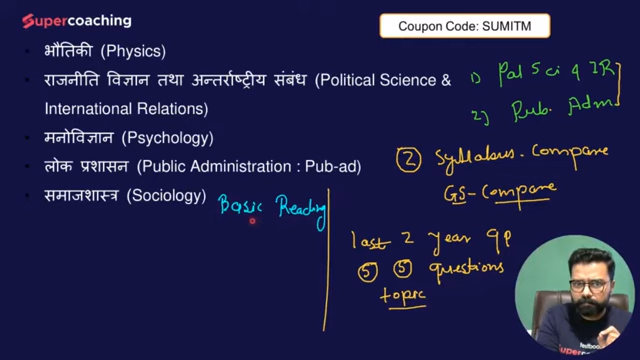 Supercoaching
Coupon Code: SUMITM
• भौतिकी (Physics)
• राजनीति विज्ञान तथा अन्तर्राष्ट्रीय संबंध (Political Science &
International Relations)
• मनोविज्ञान (Psychology)
• लोक प्रशासन (Public Administration : Pub-ad)
• समाजशास्त्र (Sociology)
Basic Reading
1) Pol Sci & IR
2) Pub. Adm
② Syllabus - Compare
GS - Compare
last 2 year qp
⑤ ⑤ questions
topic